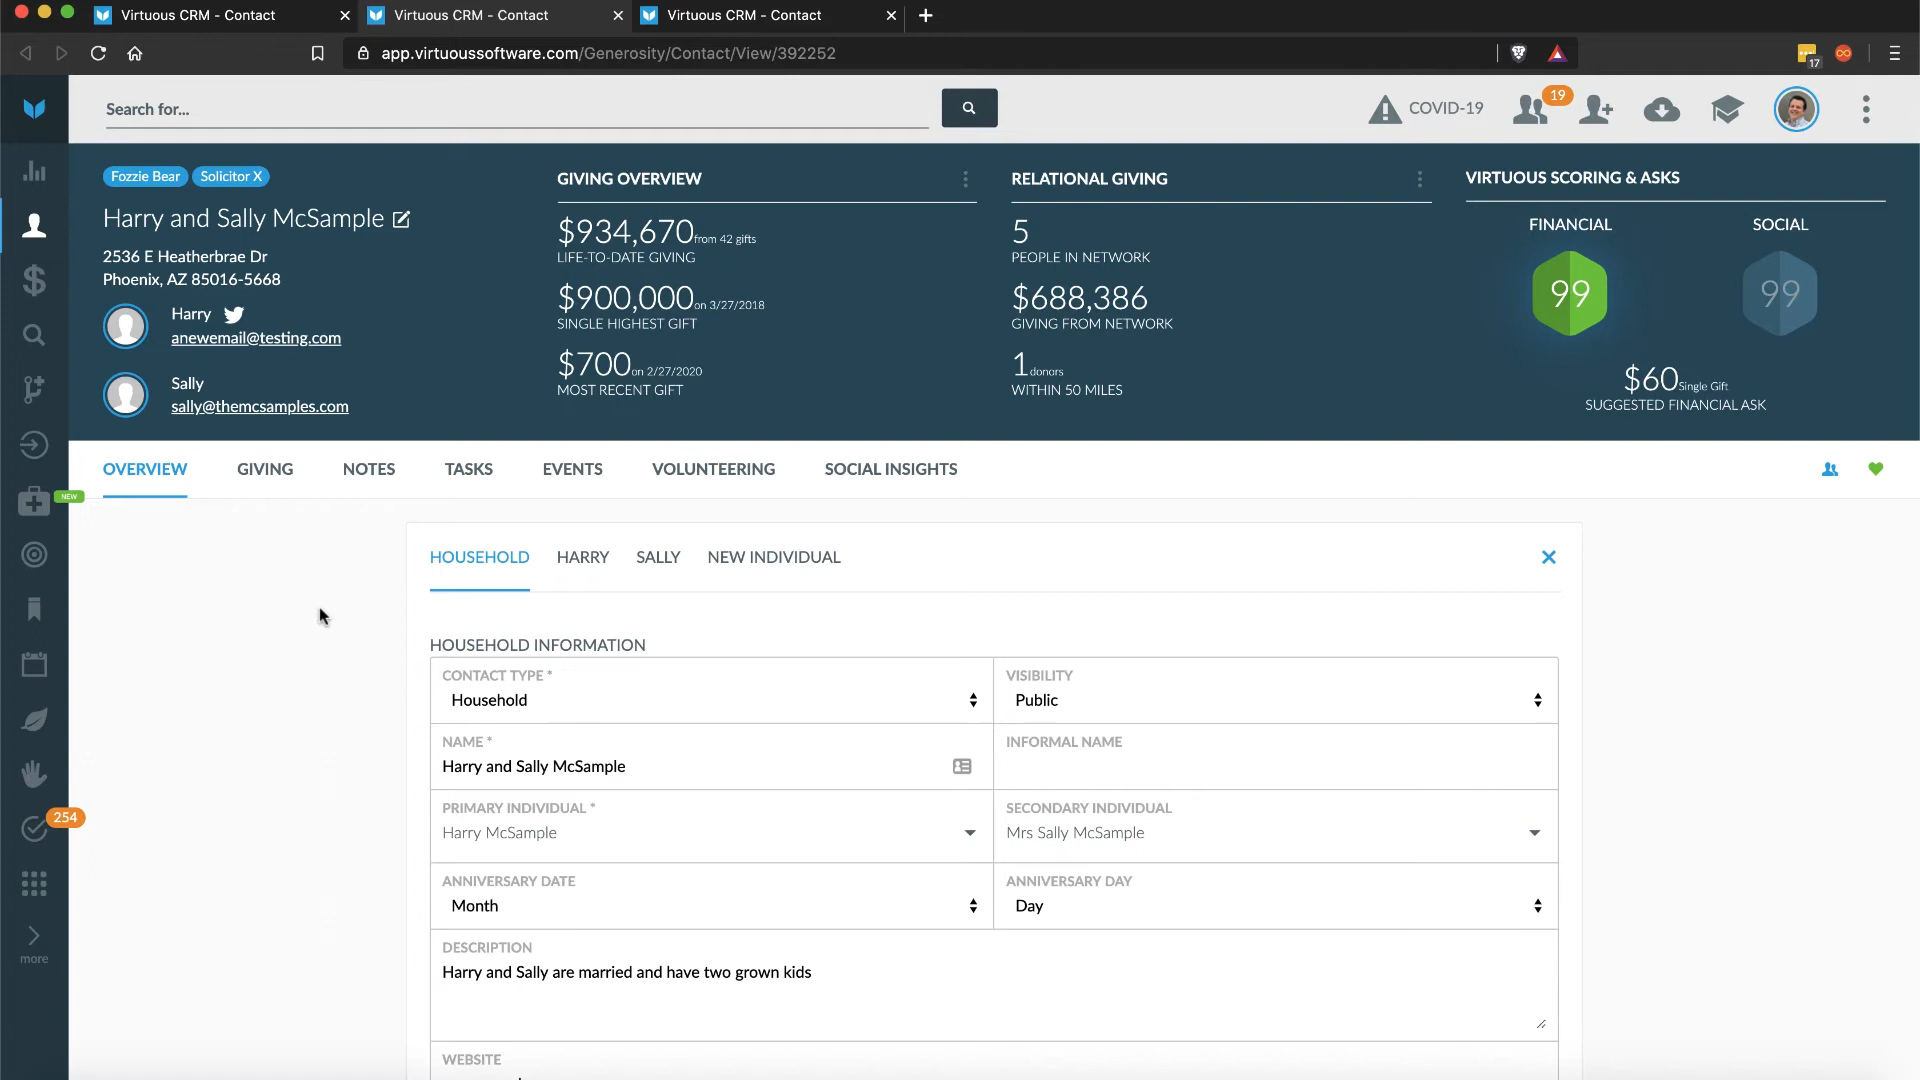 Virtuous CRM - Contact
Virtuous CRM - Contact
Virtuous CRM - Contact
app.virtuoussoftware.com/Generosity/Contact/View/392252
17
Search for...
COVID-19
19
Fozzie Bear
Solicitor X
Harry and Sally McSample
2536 E Heatherbrae Dr
Phoenix, AZ 85016-5668
Harry
anewemail@testing.com
Sally
sally@themcsamples.com
GIVING OVERVIEW
$934,670 from 42 gifts
LIFE-TO-DATE GIVING
$900,000 on 3/27/2018
SINGLE HIGHEST GIFT
$700 on 2/27/2020
MOST RECENT GIFT
RELATIONAL GIVING
5
PEOPLE IN NETWORK
$688,386
GIVING FROM NETWORK
1 donors
WITHIN 50 MILES
VIRTUOUS SCORING & ASKS
FINANCIAL
SOCIAL
99
99
$60 Single Gift
SUGGESTED FINANCIAL ASK
NEW
254
more
OVERVIEW
GIVING
NOTES
TASKS
EVENTS
VOLUNTEERING
SOCIAL INSIGHTS
HOUSEHOLD
HARRY
SALLY
NEW INDIVIDUAL
HOUSEHOLD INFORMATION
CONTACT TYPE *
Household
VISIBILITY
Public
NAME *
Harry and Sally McSample
INFORMAL NAME
PRIMARY INDIVIDUAL *
Harry McSample
SECONDARY INDIVIDUAL
Mrs Sally McSample
ANNIVERSARY DATE
Month
ANNIVERSARY DAY
Day
DESCRIPTION
Harry and Sally are married and have two grown kids
WEBSITE